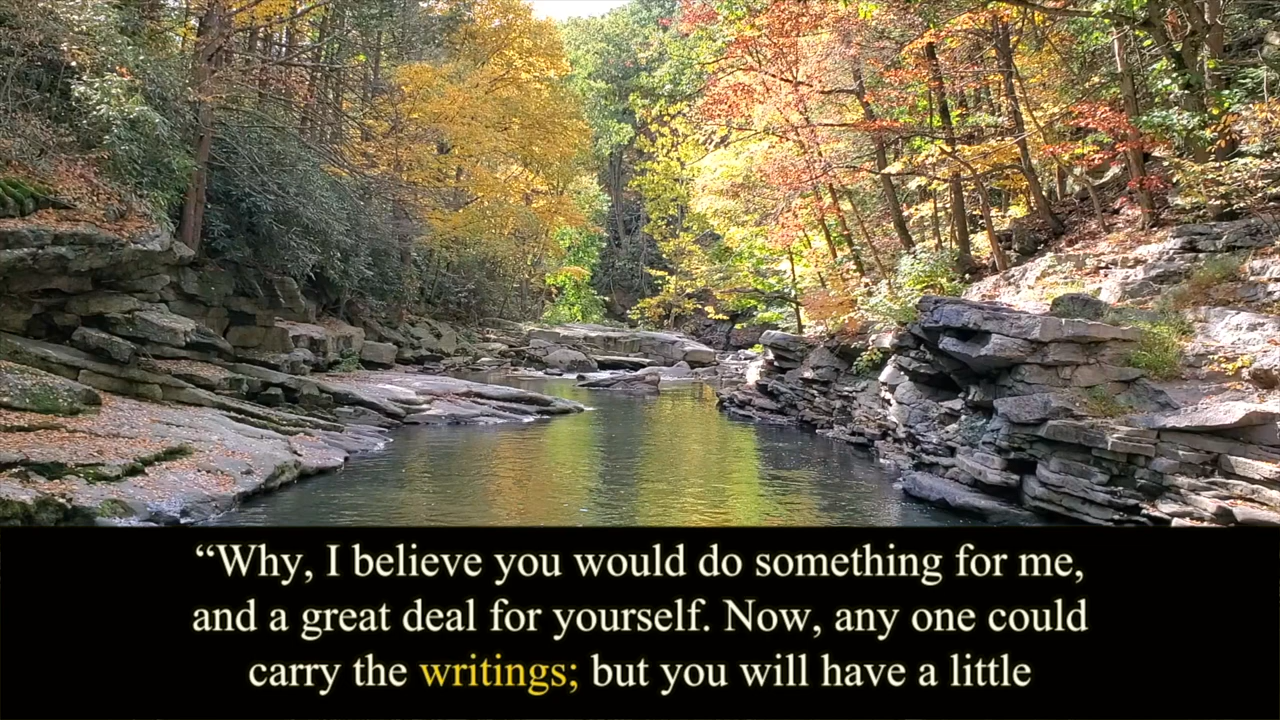 “Why, I believe you would do something for me,
and a great deal for yourself. Now, any one could
carry the writings; but you will have a little